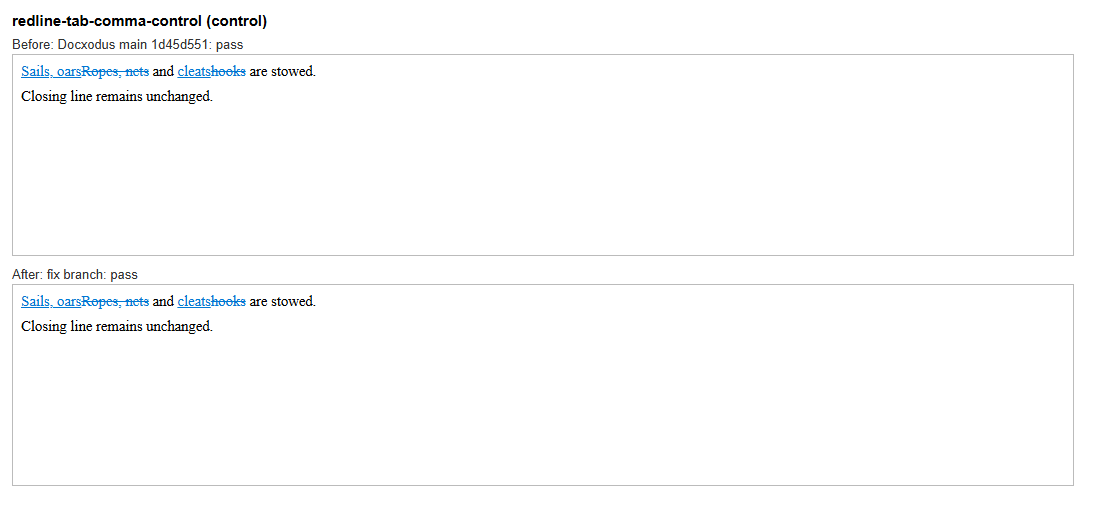 redline-tab-comma-control (control)
Before: Docxodus main 1d45d551: pass
Sails, oarsRopes, nets and cleatshooks are stowed.
Closing line remains unchanged.
After: fix branch: pass
Sails, oarsRopes, nets and cleatshooks are stowed.
Closing line remains unchanged.